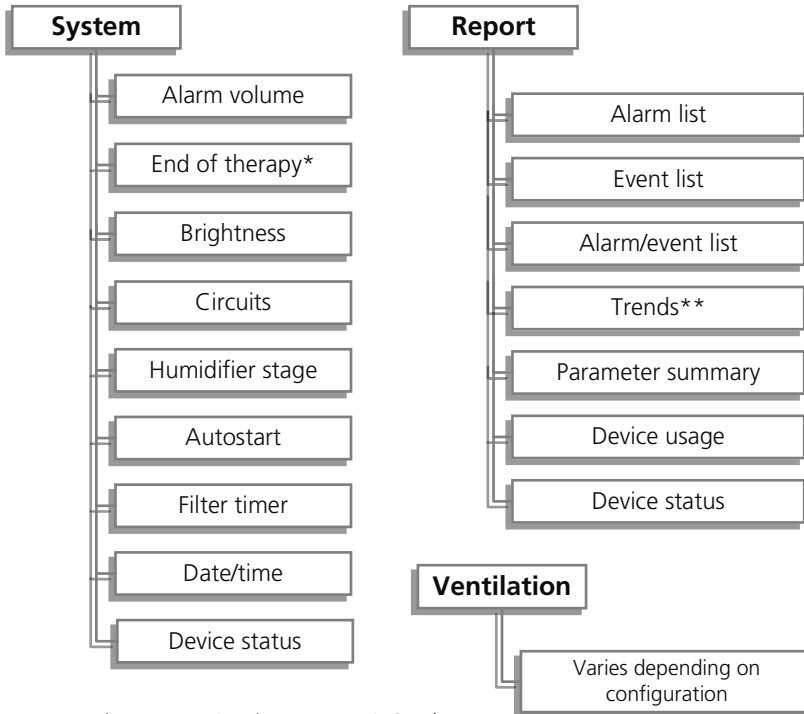 System
Alarm volume
End of therapy*
Brightness
Circuits
Humidifier stage
Autostart
Filter timer
Date/time
Device status
Report
Alarm list
Event list
Alarm/event list
Trends**
Parameter summary
Device usage
Device status
Ventilation
Varies depending on
configuration